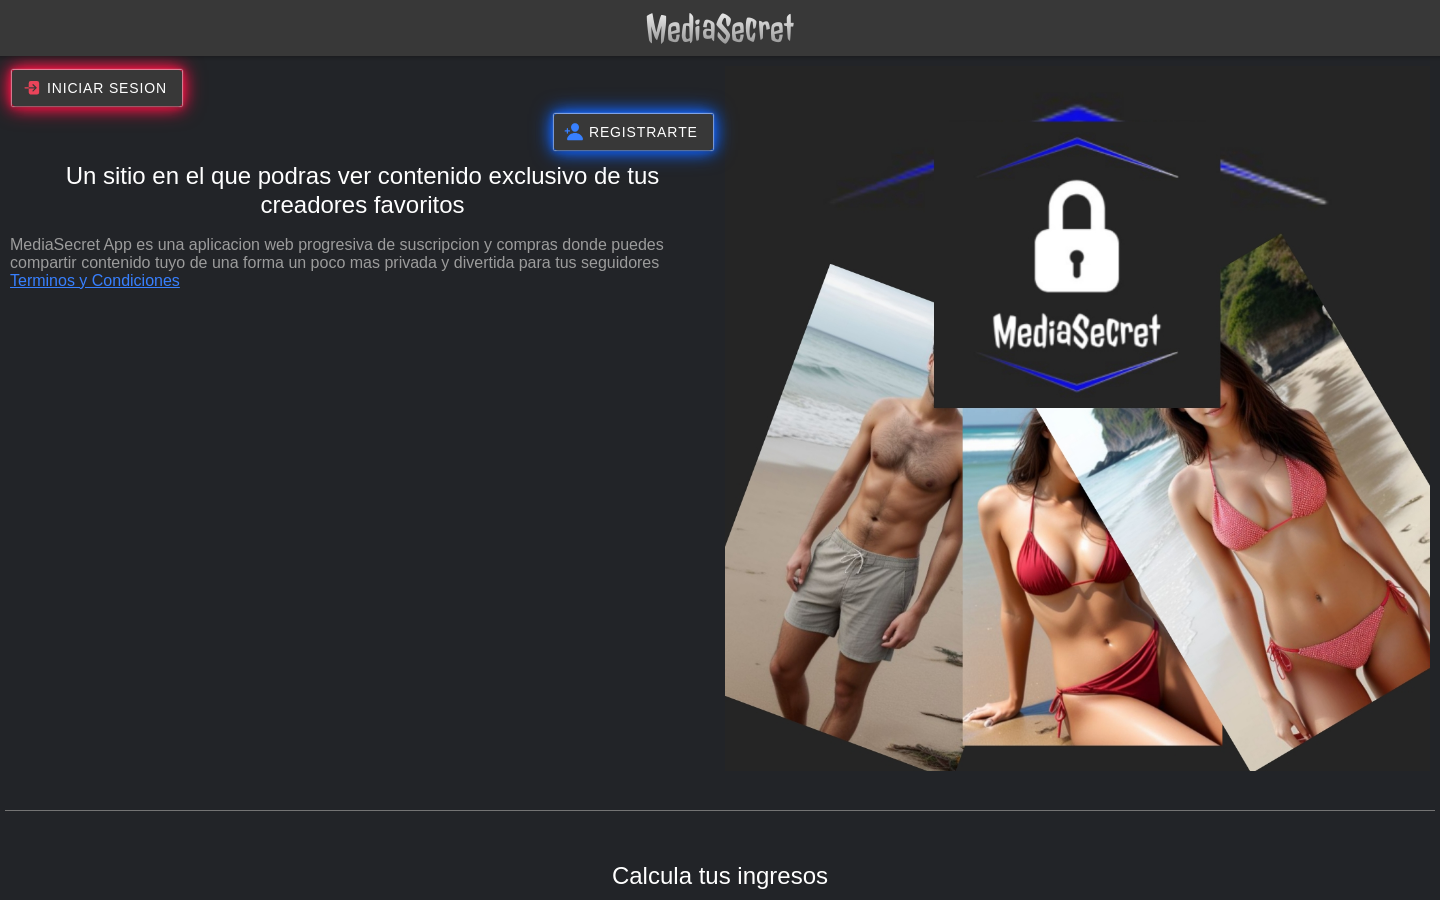 MediaSecret
INICIAR SESION
REGISTRARTE
Un sitio en el que podras ver contenido exclusivo de tus
creadores favoritos
MediaSecret App es una aplicacion web progresiva de suscripcion y compras donde puedes
compartir contenido tuyo de una forma un poco mas privada y divertida para tus seguidores
Terminos y Condiciones
MediaSecret
Calcula tus ingresos